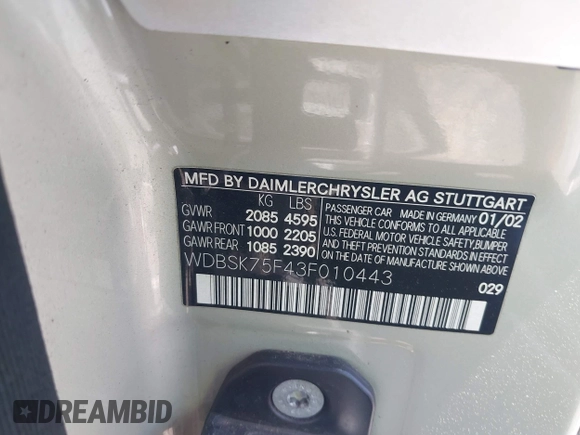 MFD BY DAIMLERCHRYSLER AG STUTTGART
KG LBS
GVWR 2085 4595
GAWR FRONT 1000 2205
GAWR REAR 1085 2390
PASSENGER CAR MADE IN GERMANY 01/02
THIS VEHICLE CONFORMS TO ALL APPLICABLE
U.S. FEDERAL MOTOR VEHICLE SAFETY, BUMPER
AND THEFT PREVENTION STANDARDS IN EFFECT
ON THE DATE OF MANUFACTURE SHOWN ABOVE
WDBSK75F43F010443
029
DREAMBID